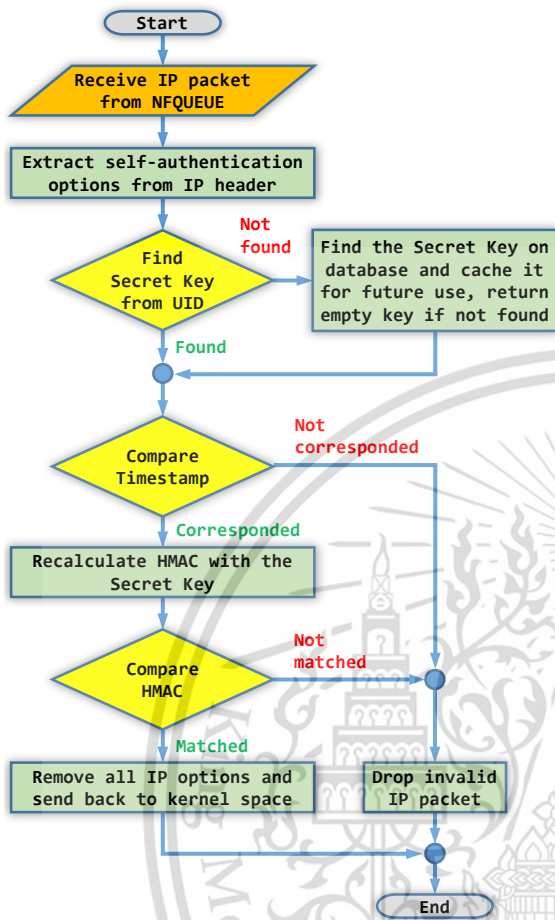 Start
Receive IP packet
from NFQUEUE
Extract self-authentication
options from IP header
Find
Secret Key
from UID
Not
found
Find the Secret Key on
database and cache it
for future use, return
empty key if not found
Found
Compare
Timestamp
Not
corresponded
Corresponded
Recalculate HMAC with the
Secret Key
Compare
HMAC
Not
matched
Matched
Remove all IP options and
send back to kernel space
Drop invalid
IP packet
End
King M